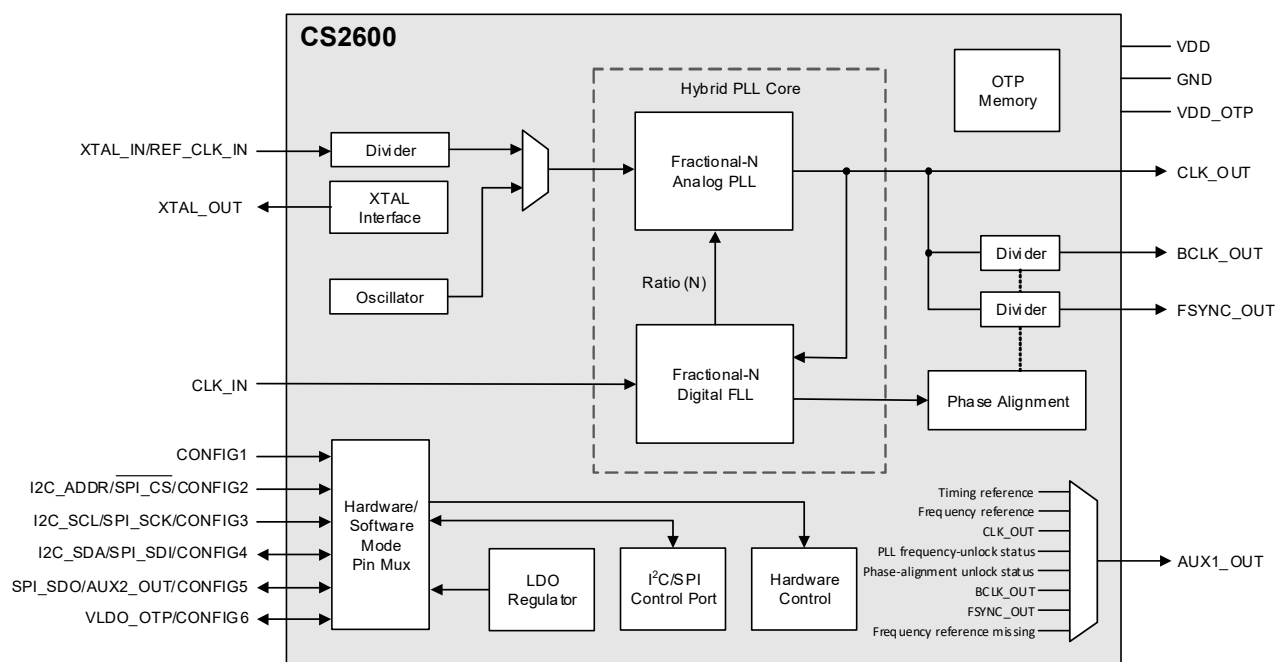 CS2600
VDD
GND
VDD_OTP
OTP
Memory
Hybrid PLL Core
XTAL_IN/REF_CLK_IN
Divider
Fractional-N
Analog PLL
CLK_OUT
XTAL_OUT
XTAL
Interface
Divider
BCLK_OUT
Oscillator
Ratio (N)
Divider
FSYNC_OUT
CLK_IN
Fractional-N
Digital FLL
Phase Alignment
CONFIG1
I2C_ADDR/SPI_CS/CONFIG2
I2C_SCL/SPI_SCK/CONFIG3
I2C_SDA/SPI_SDI/CONFIG4
SPI_SDO/AUX2_OUT/CONFIG5
VLDO_OTP/CONFIG6
Hardware/
Software
Mode
Pin Mux
LDO
Regulator
I²C/SPI
Control Port
Hardware
Control
Timing reference
Frequency reference
CLK_OUT
PLL frequency-unlock status
Phase-alignment unlock status
BCLK_OUT
FSYNC_OUT
Frequency reference missing
AUX1_OUT